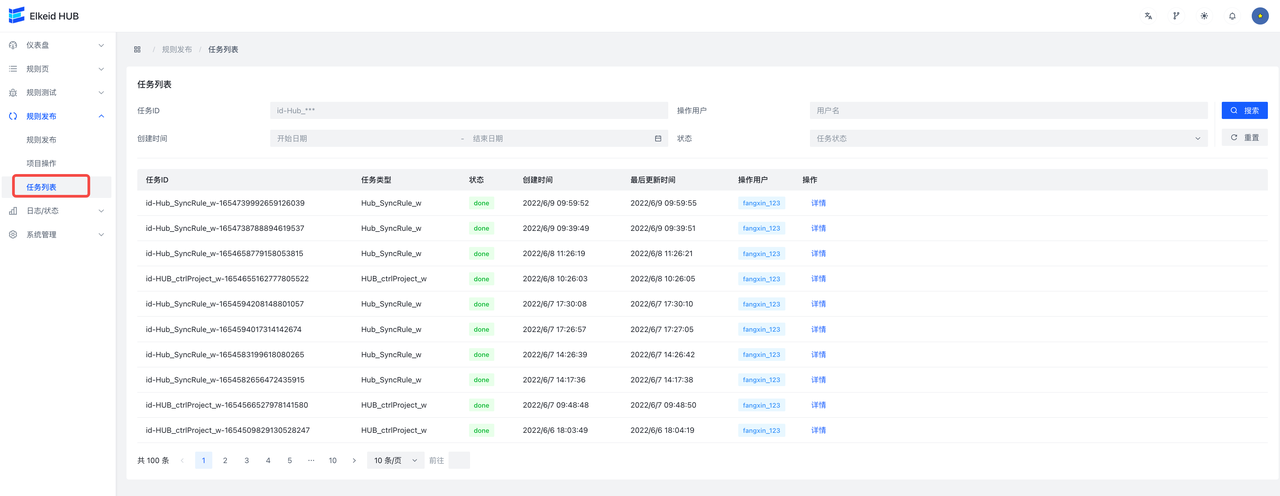 Elkeid HUB
仪表盘
规则页
规则测试
规则发布
规则发布
项目操作
任务列表
日志/状态
系统管理
/ 规则发布 / 任务列表
任务列表
任务ID id-Hub_*** 操作用户 用户名 搜索
创建时间 开始日期 - 结束日期 状态 任务状态 重置
任务ID 任务类型 状态 创建时间 最后更新时间 操作用户 操作
id-Hub_SyncRule_w-1654739992659126039 Hub_SyncRule_w done 2022/6/9 09:59:52 2022/6/9 09:59:55 fangxin_123 详情
id-Hub_SyncRule_w-1654738788894619537 Hub_SyncRule_w done 2022/6/9 09:39:49 2022/6/9 09:39:51 fangxin_123 详情
id-Hub_SyncRule_w-1654658779158053815 Hub_SyncRule_w done 2022/6/8 11:26:19 2022/6/8 11:26:21 fangxin_123 详情
id-HUB_ctrlProject_w-1654655162777805522 HUB_ctrlProject_w done 2022/6/8 10:26:03 2022/6/8 10:26:05 fangxin_123 详情
id-Hub_SyncRule_w-1654594208148801057 Hub_SyncRule_w done 2022/6/7 17:30:08 2022/6/7 17:30:10 fangxin_123 详情
id-Hub_SyncRule_w-1654594017314142674 Hub_SyncRule_w done 2022/6/7 17:26:57 2022/6/7 17:27:05 fangxin_123 详情
id-Hub_SyncRule_w-1654583199618080265 Hub_SyncRule_w done 2022/6/7 14:26:39 2022/6/7 14:26:42 fangxin_123 详情
id-Hub_SyncRule_w-1654582656472435915 Hub_SyncRule_w done 2022/6/7 14:17:36 2022/6/7 14:17:38 fangxin_123 详情
id-HUB_ctrlProject_w-1654566527978141580 HUB_ctrlProject_w done 2022/6/7 09:48:48 2022/6/7 09:48:50 fangxin_123 详情
id-HUB_ctrlProject_w-1654509829130528247 HUB_ctrlProject_w done 2022/6/6 18:03:49 2022/6/6 18:04:19 fangxin_123 详情
共 100 条 1 2 3 4 5 ··· 10 10 条/页 前往